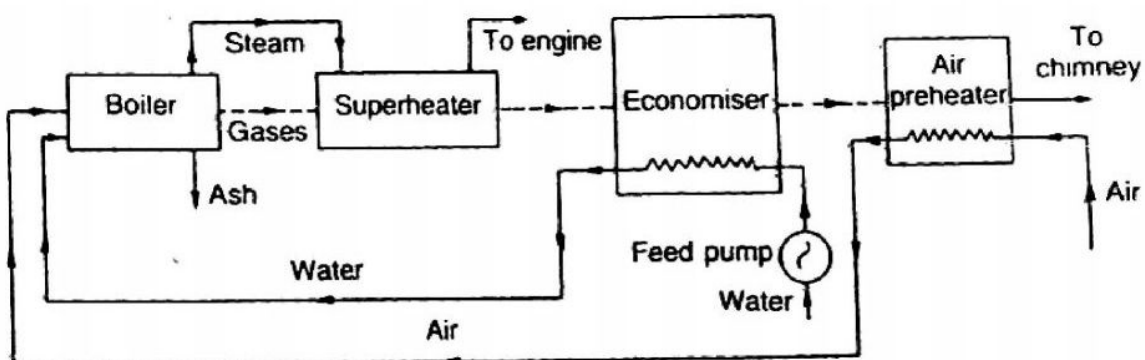 Steam
To engine
To
chimney
Boiler
Gases
Superheater
Economiser
Air
preheater
Ash
Air
Feed pump
Water
Water
Air